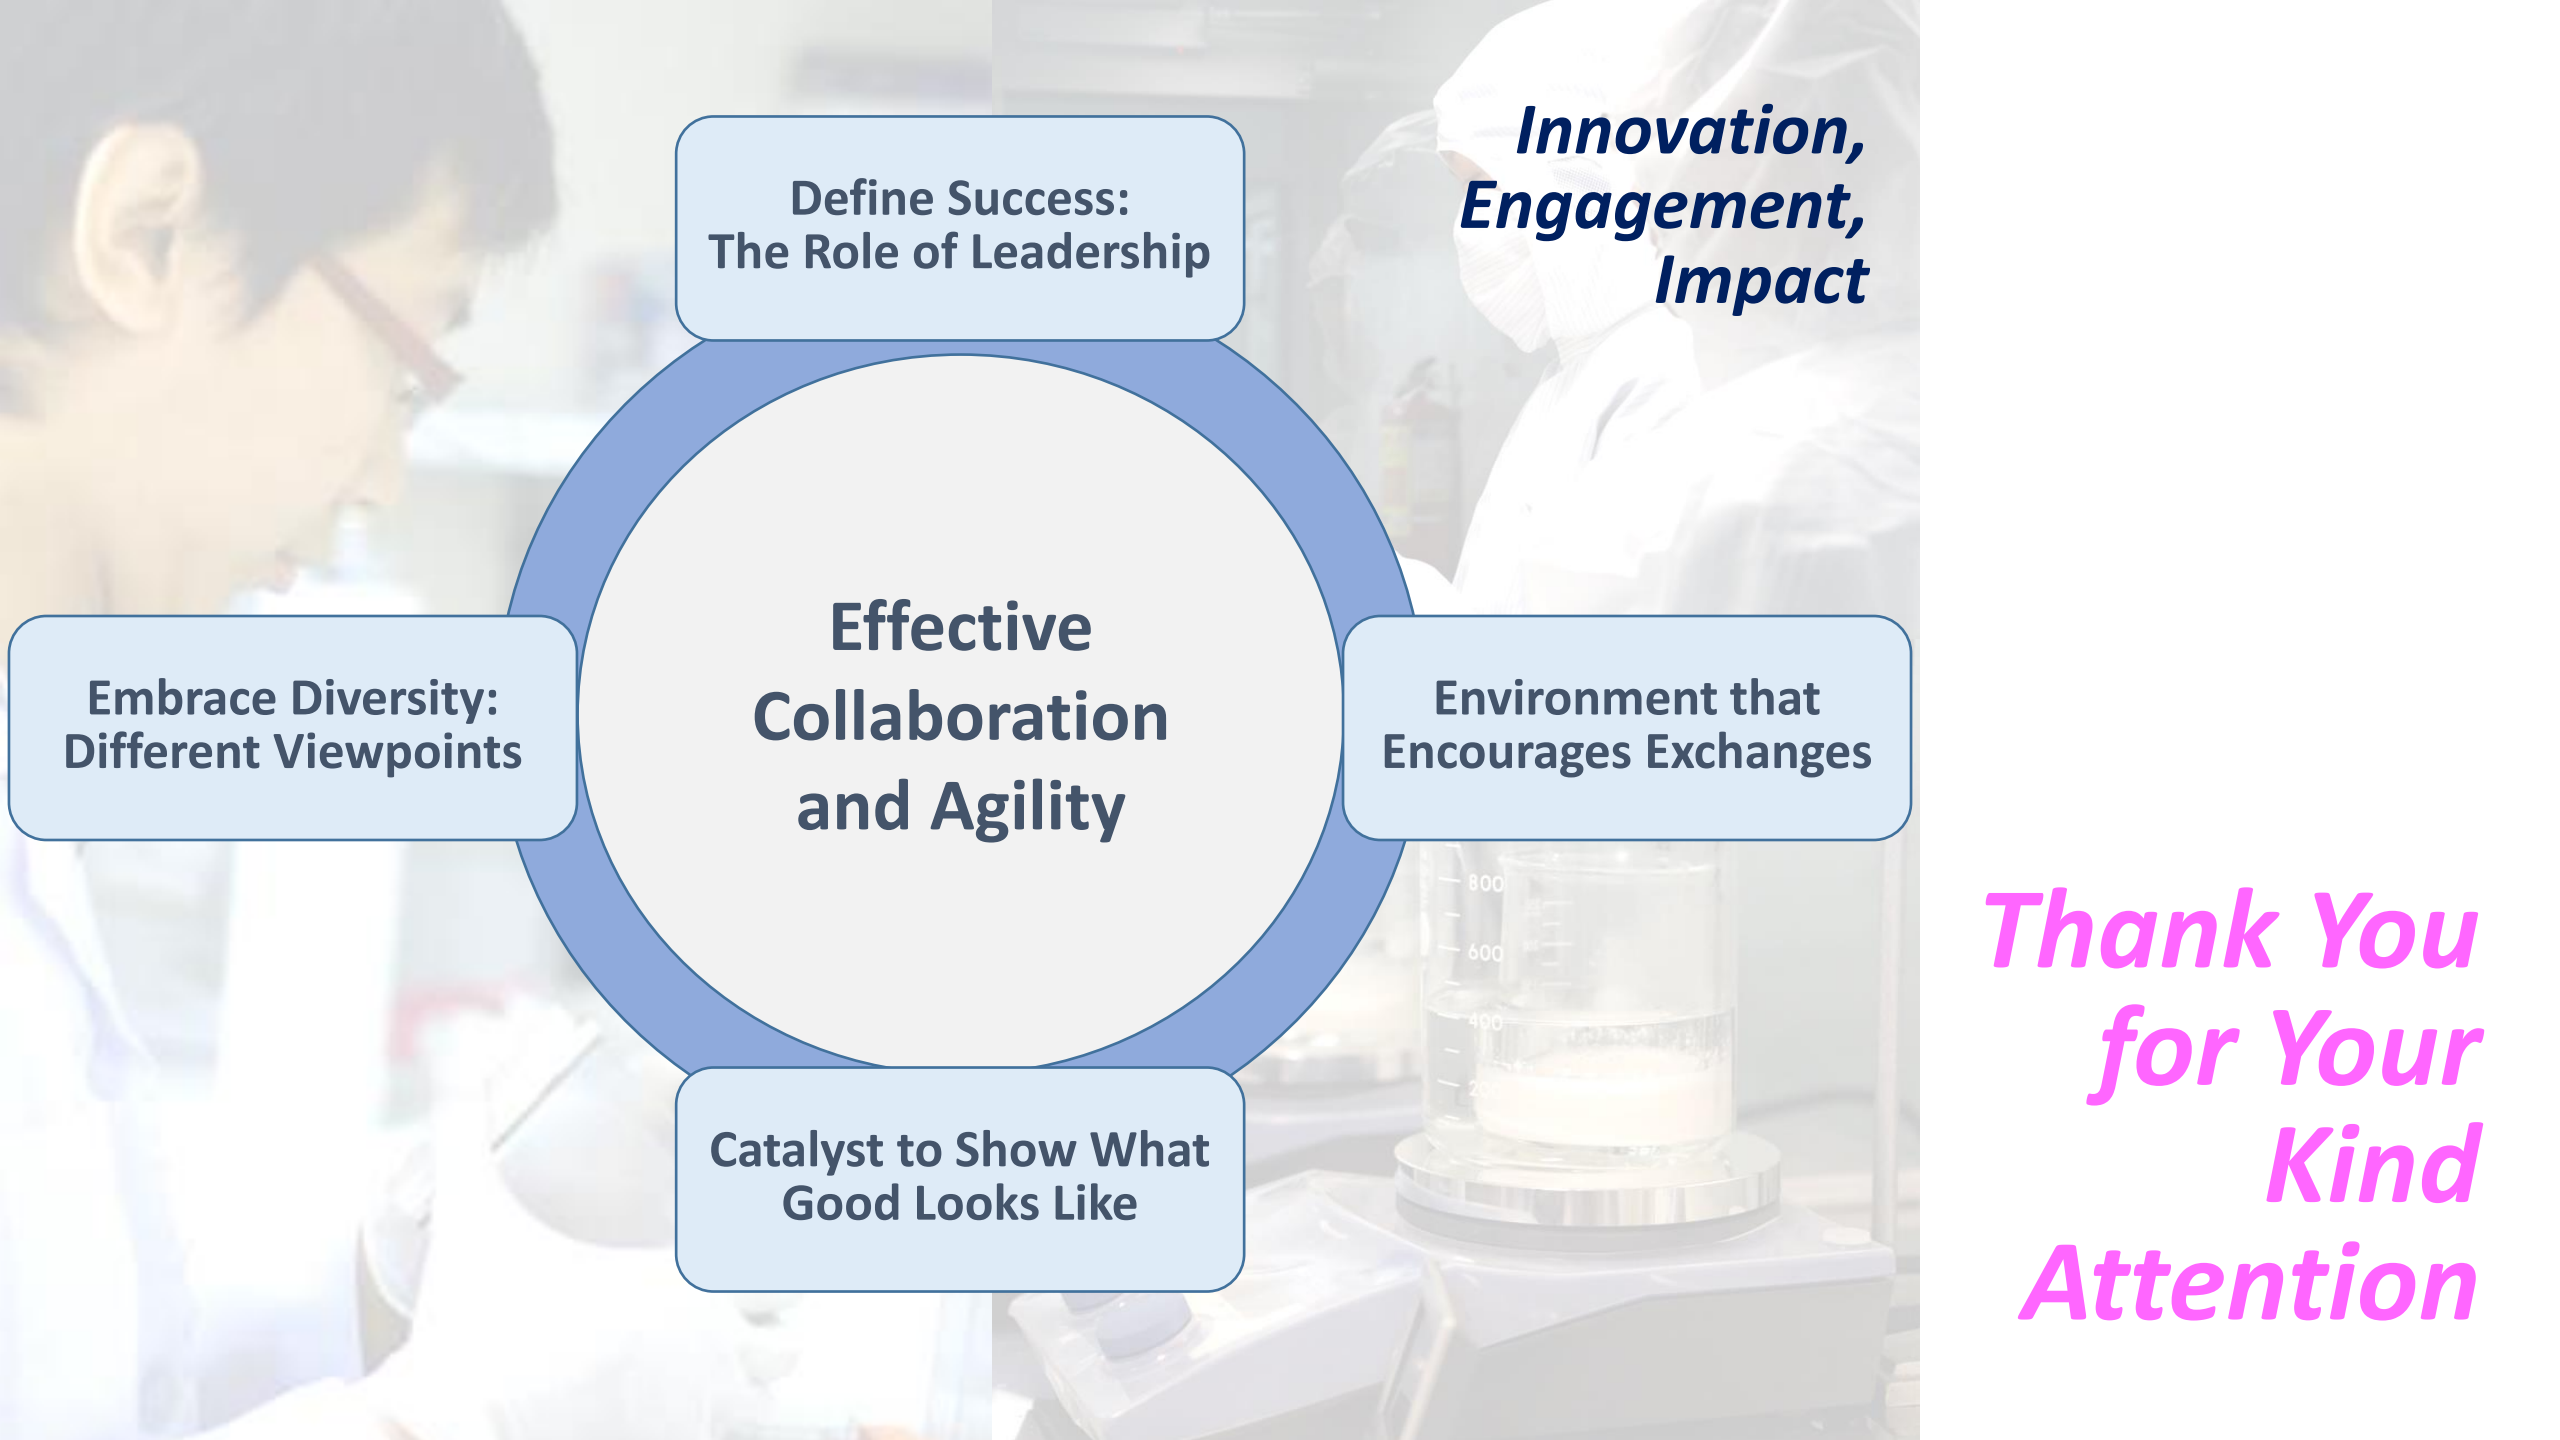 Innovation,
Engagement,
Impact
Define Success:
The Role of Leadership
Effective
Collaboration
and Agility
Embrace Diversity:
Different Viewpoints
Environment that
Encourages Exchanges
Catalyst to Show What
Good Looks Like
800
600
400
Thank You
for Your
Kind
Attention